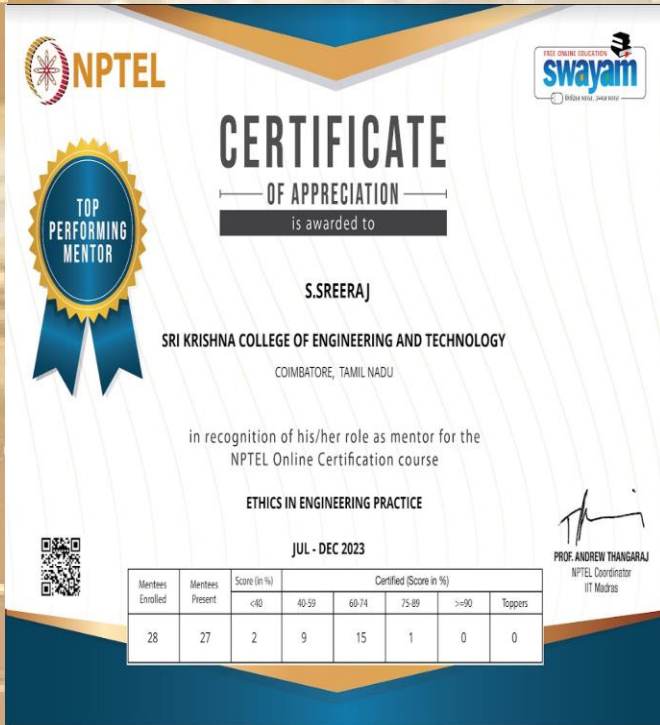 NPTEL
FREE ONLINE EDUCATION
swayam
CERTIFICATE
OF APPRECIATION
is awarded to
TOP
PERFORMING
MENTOR
S.SREERAJ
SRI KRISHNA COLLEGE OF ENGINEERING AND TECHNOLOGY
COIMBATORE, TAMIL NADU
in recognition of his/her role as mentor for the
NPTEL Online Certification course
ETHICS IN ENGINEERING PRACTICE
JUL - DEC 2023
PROF. ANDREW THANGARAJ
NPTEL Coordinator
IIT Madras
Mentees Enrolled Mentees Present Score (in %) Certified (Score in %)
<40 40-59 60-74 75-89 >=90 Toppers
28 27 2 9 15 1 0 0